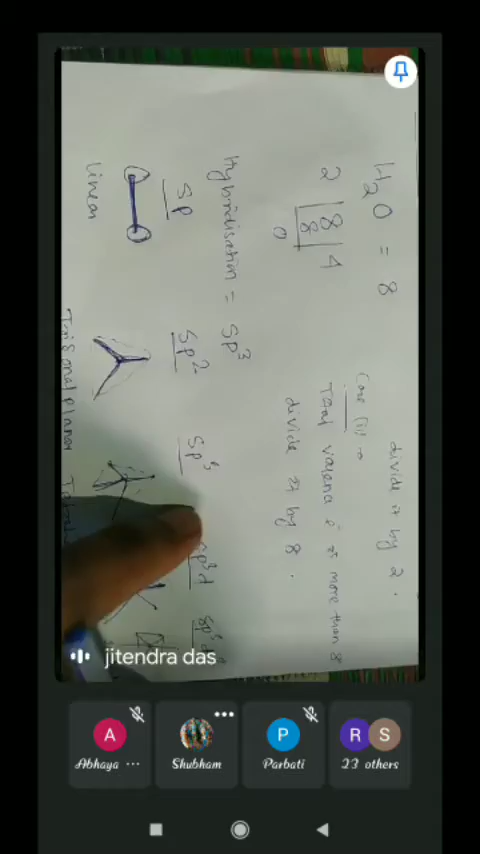 H2O = 8
divide it by 2.
2 | 8 | 4
8
0
Case (ii) →
Total valena e is more than 8
divide it by 8.
Hybridisation = Sp3
Sp
Sp2
Sp3
Sp3d
Linear
Trigonal planar
jitendra das
A
P
R
S
Abhaya ...
Shubham
Parbati
23 others